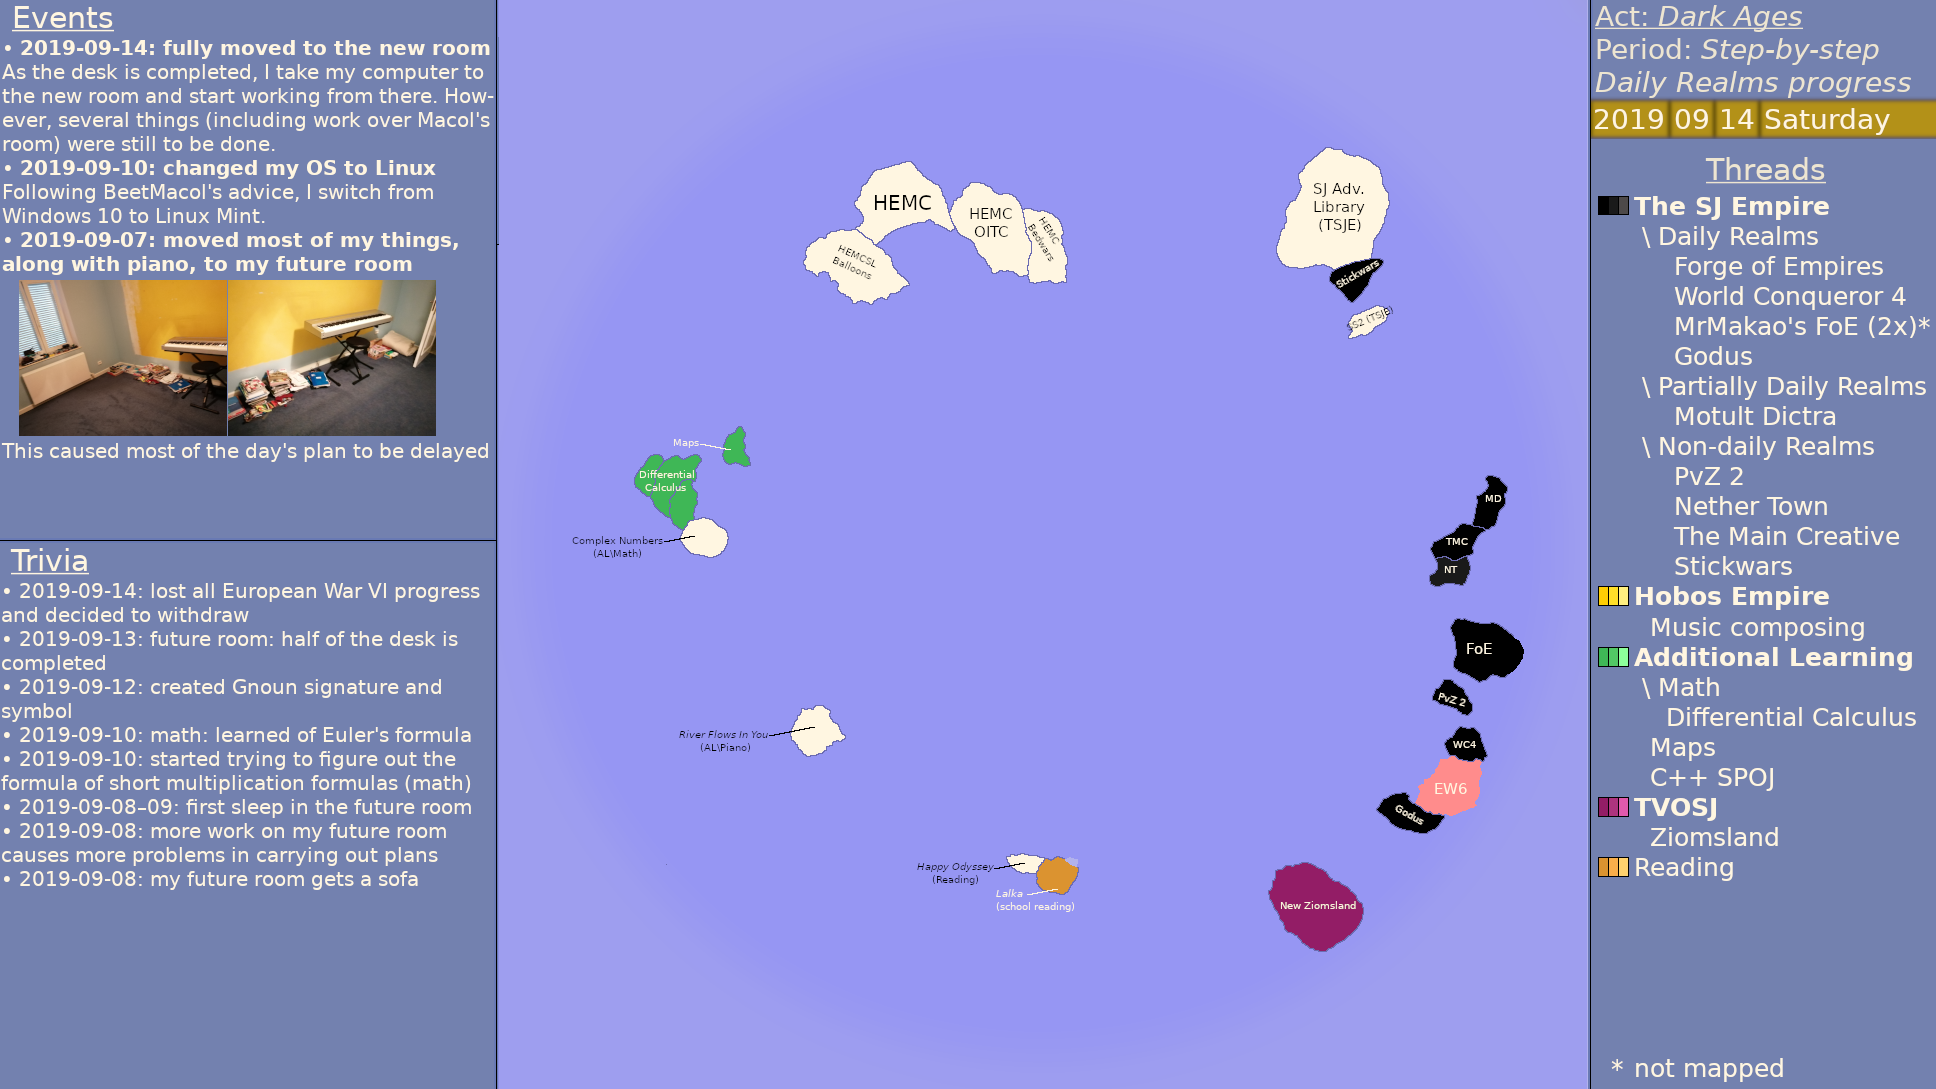 Events
• 2019-09-14: fully moved to the new room
As the desk is completed, I take my computer to
the new room and start working from there. How-
ever, several things (including work over Macol's
room) were still to be done.
• 2019-09-10: changed my OS to Linux
Following BeetMacol's advice, I switch from
Windows 10 to Linux Mint.
• 2019-09-07: moved most of my things,
along with piano, to my future room
This caused most of the day's plan to be delayed
Trivia
• 2019-09-14: lost all European War VI progress
and decided to withdraw
• 2019-09-13: future room: half of the desk is
completed
• 2019-09-12: created Gnoun signature and
symbol
• 2019-09-10: math: learned of Euler's formula
• 2019-09-10: started trying to figure out the
formula of short multiplication formulas (math)
• 2019-09-08–09: first sleep in the future room
• 2019-09-08: more work on my future room
causes more problems in carrying out plans
• 2019-09-08: my future room gets a sofa
HEMC
HEMC
OITC
HEMC
Bedwars
HEMCSL
Balloons
SJ Adv.
Library
(TSJE)
Stickwars
S2 (TSJE)
Maps
Differential
Calculus
Complex Numbers
(AL\Math)
River Flows In You
(AL\Piano)
Happy Odyssey
(Reading)
Lalka
(school reading)
MD
TMC
NT
FoE
PvZ 2
WC4
EW6
Godus
New Ziomsland
Act: Dark Ages
Period: Step-by-step
Daily Realms progress
2019 09 14 Saturday
Threads
The SJ Empire
\ Daily Realms
Forge of Empires
World Conqueror 4
MrMakao's FoE (2x)*
Godus
\ Partially Daily Realms
Motult Dictra
\ Non-daily Realms
PvZ 2
Nether Town
The Main Creative
Stickwars
Hobos Empire
Music composing
Additional Learning
\ Math
Differential Calculus
Maps
C++ SPOJ
TVOSJ
Ziomsland
Reading
* not mapped